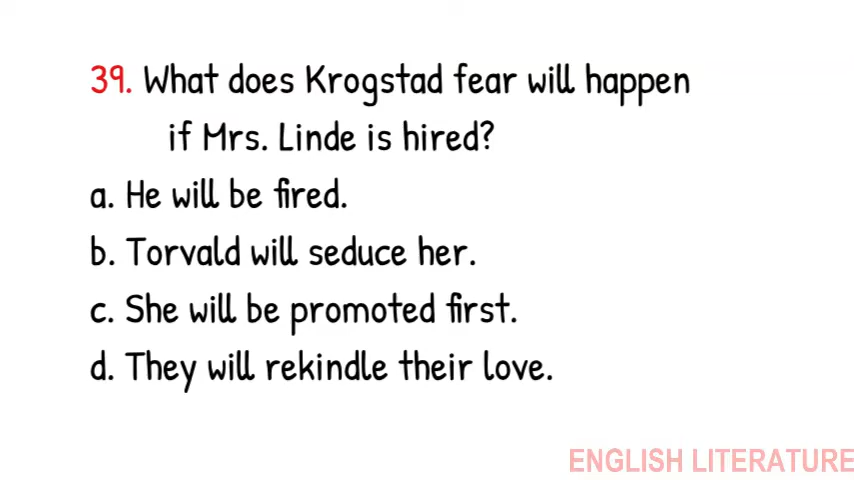 39. What does Krogstad fear will happen
if Mrs. Linde is hired?
a. He will be fired.
b. Torvald will seduce her.
c. She will be promoted first.
d. They will rekindle their love.
ENGLISH LITERATURE